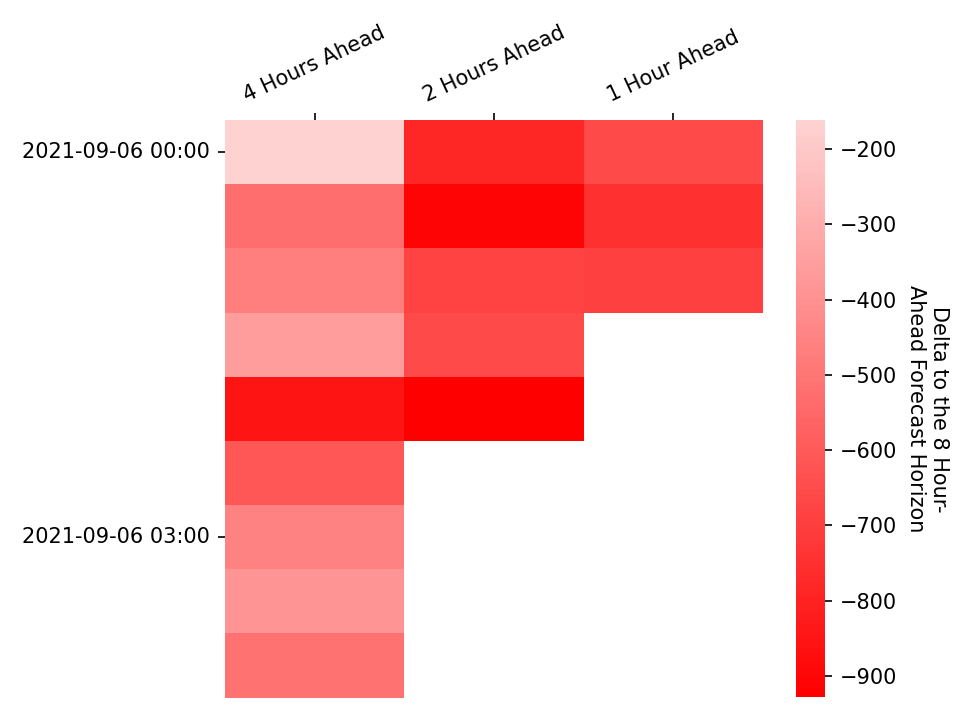 4 Hours Ahead
2 Hours Ahead
1 Hour Ahead
2021-09-06 00:00
2021-09-06 03:00
−200
−300
−400
−500
−600
−700
−800
−900
Delta to the 8 Hour-
Ahead Forecast Horizon